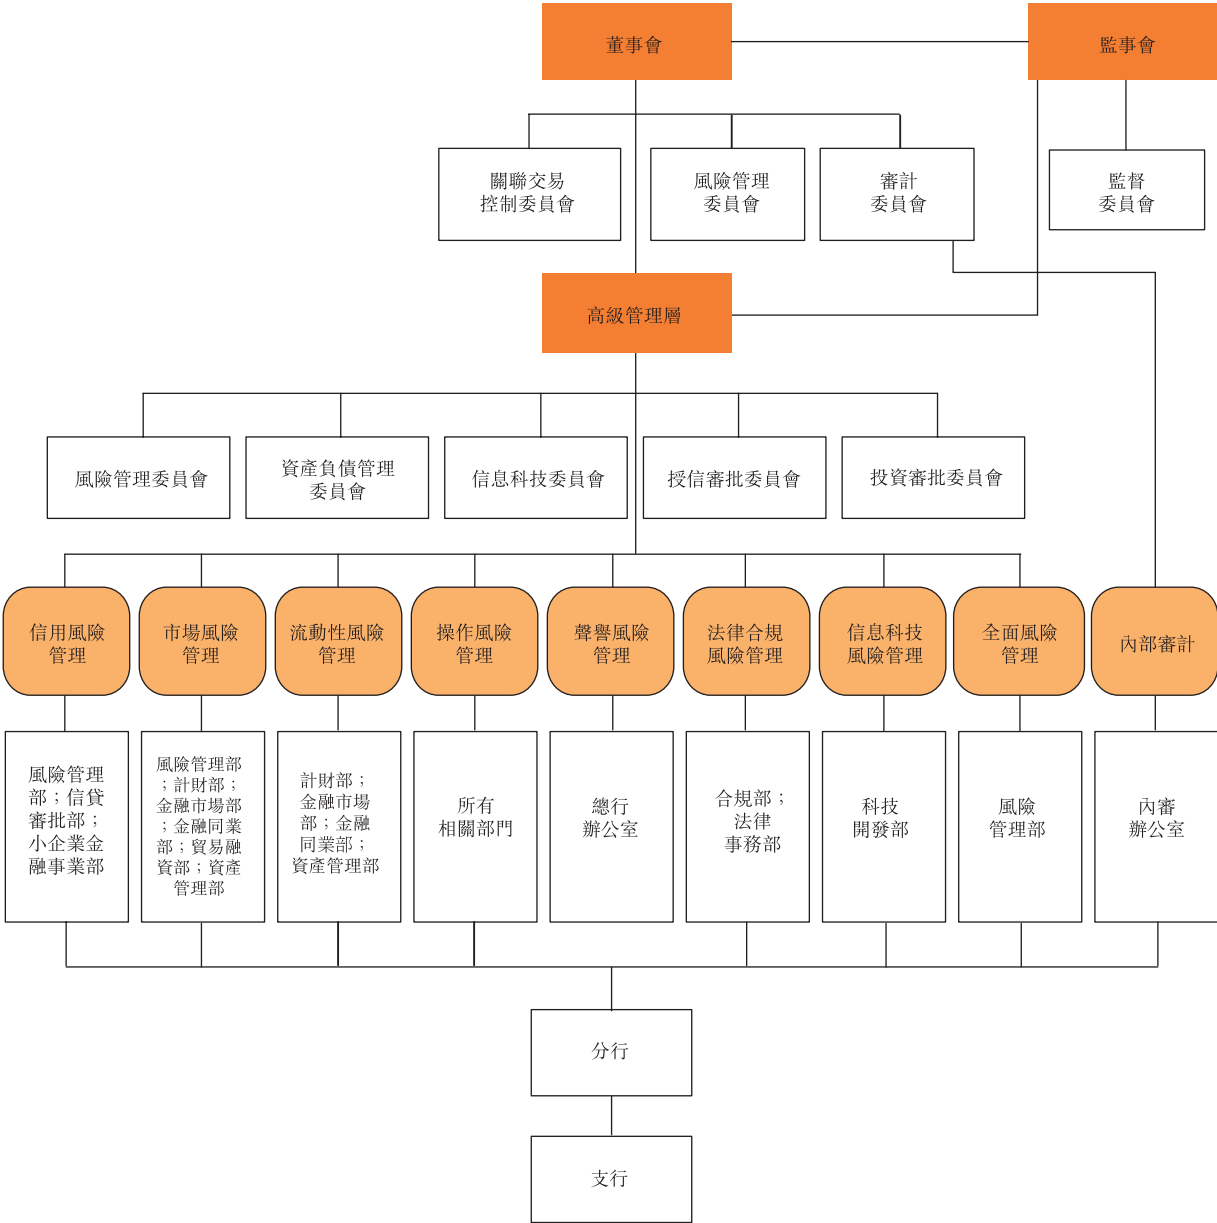 董事會
監事會
關聯交易
控制委員會
風險管理
委員會
審計
委員會
監督
委員會
高級管理層
風險管理委員會
資產負債管理
委員會
信息科技委員會
授信審批委員會
投資審批委員會
信用風險
管理
市場風險
管理
流動性風險
管理
操作風險
管理
聲譽風險
管理
法律合規
風險管理
信息科技
風險管理
全面風險
管理
內部審計
風險管理
部；信貸
審批部；
小企業金
融事業部
風險管理部
；計財部；
金融市場部
；金融同業
部；貿易融
資部；資產
管理部
計財部；
金融市場
部；金融
同業部；
資產管理部
所有
相關部門
總行
辦公室
合規部；
法律
事務部
科技
開發部
風險
管理部
內審
辦公室
分行
支行